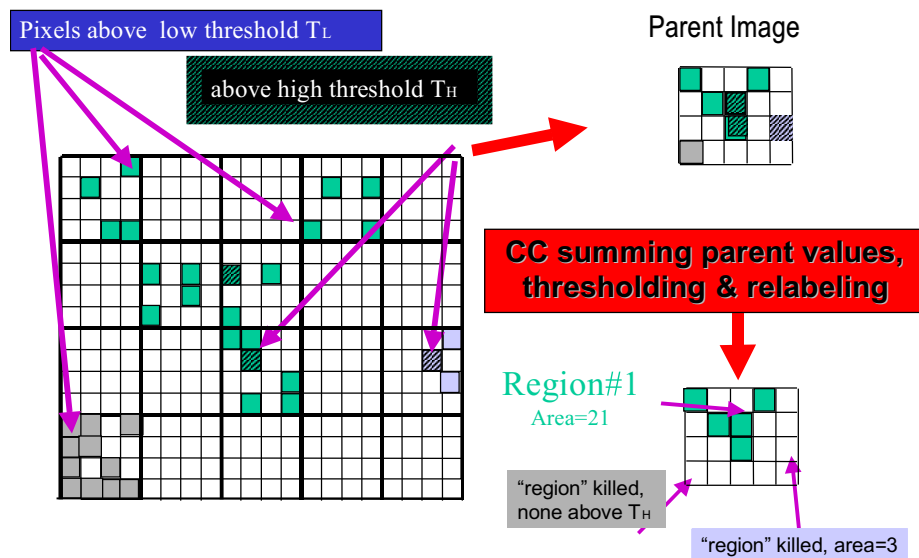 Pixels above low threshold TL
above high threshold TH
Parent Image
CC summing parent values,
thresholding & relabeling
Region#1
Area=21
"region" killed,
none above TH
"region" killed, area=3